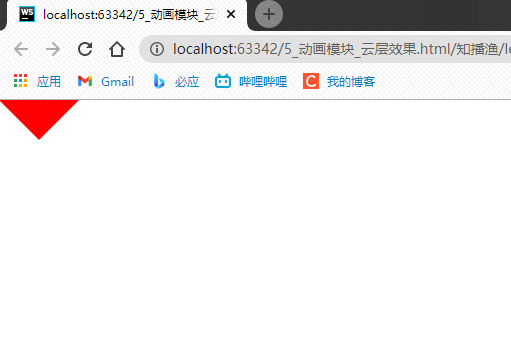 WS localhost:63342/5_动画模块_云
localhost:63342/5_动画模块_云层效果.html/知播渔/le
应用 Gmail 必应 哔哩哔哩 C 我的博客